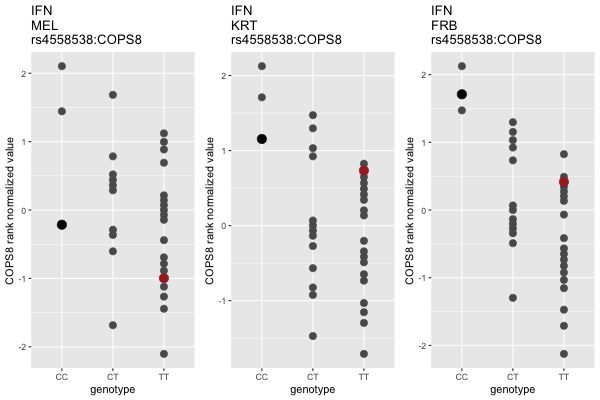 IFN
MEL
rs4558538:COPS8
COPS8 rank normalized value
2
1
0
-1
-2
CC
CT
TT
genotype
IFN
KRT
rs4558538:COPS8
COPS8 rank normalized value
2
1
0
-1
CC
CT
TT
genotype
IFN
FRB
rs4558538:COPS8
COPS8 rank normalized value
2
1
0
-1
-2
CC
CT
TT
genotype